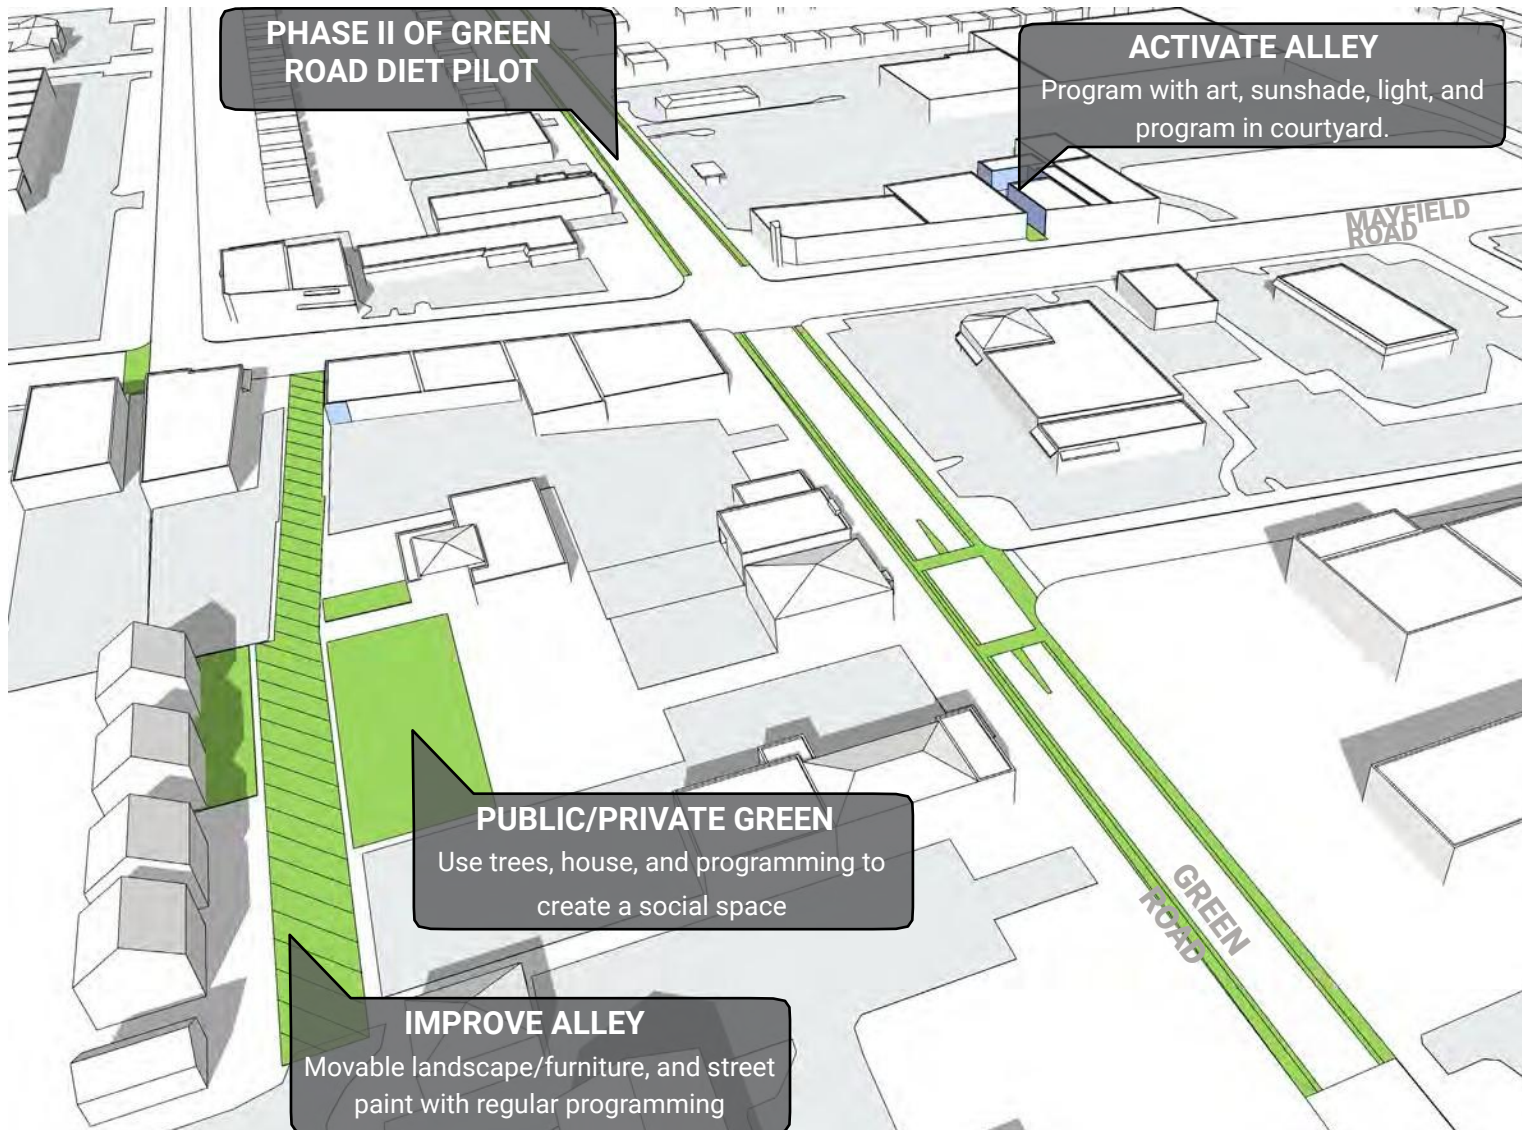 PHASE II OF GREEN
ROAD DIET PILOT
ACTIVATE ALLEY
Program with art, sunshade, light, and
program in courtyard.
MAYFIELD
ROAD
PUBLIC/PRIVATE GREEN
Use trees, house, and programming to
create a social space
GREEN
ROAD
IMPROVE ALLEY
Movable landscape/furniture, and street
paint with regular programming